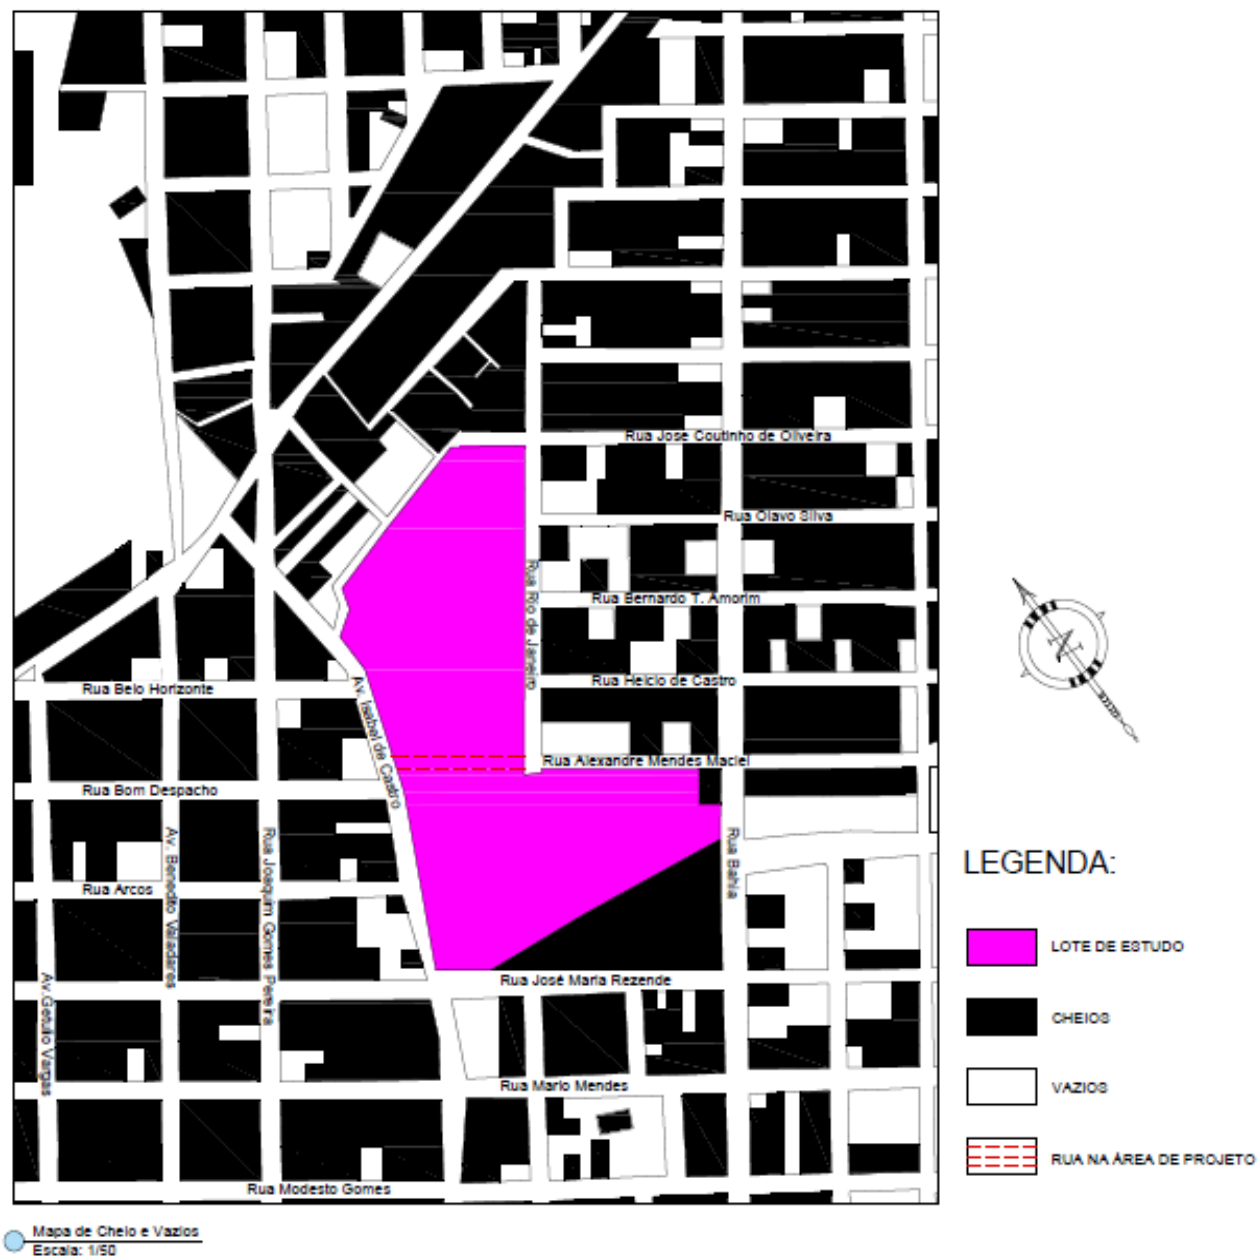 Rua Jose Coutinho de Oliveira
Rua Olavo Silva
Rua Rio de Janeiro
Rua Bernardo T. Amorim
Rua Helcio de Castro
Rua Belo Horizonte
Av. Isabel de Castro
Rua Alexandre Mendes Maciel
Rua Bom Despacho
Av. Benedito Valadares
Rua Joaquim Gomes Pereira
Rua Bahia
Rua Arcos
Av. Getulio Vargas
Rua José Maria Rezende
Rua Mario Mendes
Rua Modesto Gomes
N
LEGENDA:
LOTE DE ESTUDO
CHEIOS
VAZIOS
RUA NA ÁREA DE PROJETO
Mapa de Cheio e Vazios
Escala: 1/50